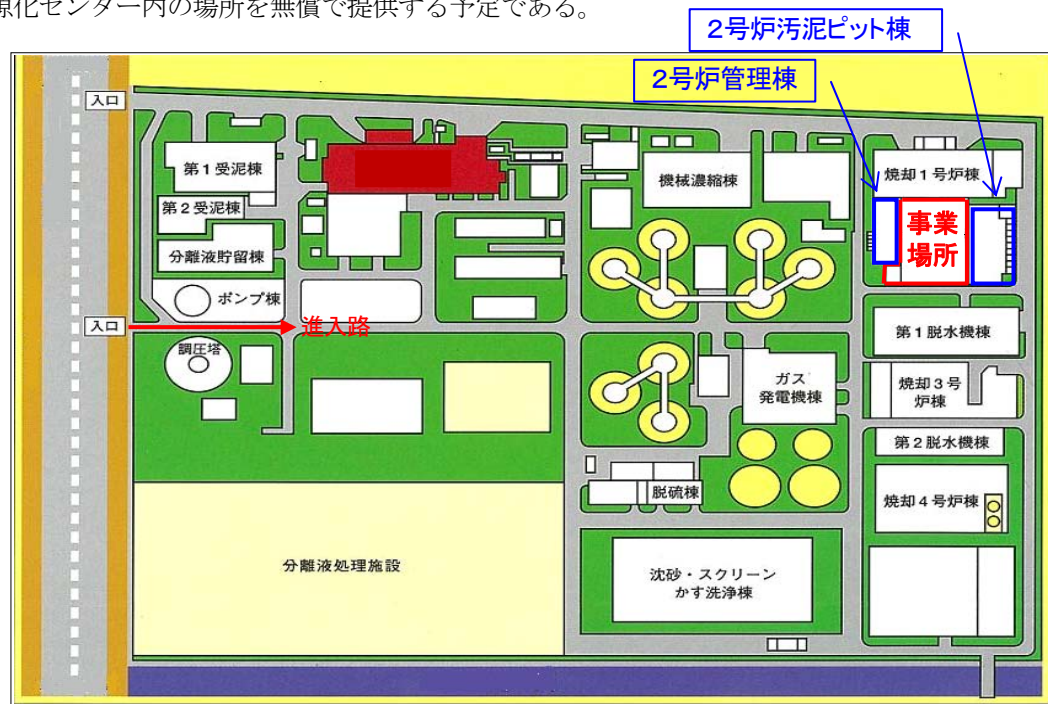 源化センター内の場所を無償で提供する予定である。
2号炉汚泥ピット棟
2号炉管理棟
入口
第1受泥棟
第2受泥棟
分離液貯留棟
ポンプ棟
機械濃縮棟
焼却1号炉棟
事業
場所
入口
進入路
調圧塔
ガス
発電機棟
第1脱水機棟
焼却3号
炉棟
第2脱水機棟
脱硫棟
焼却4号炉棟
分離液処理施設
沈砂・スクリーン
かす洗浄棟